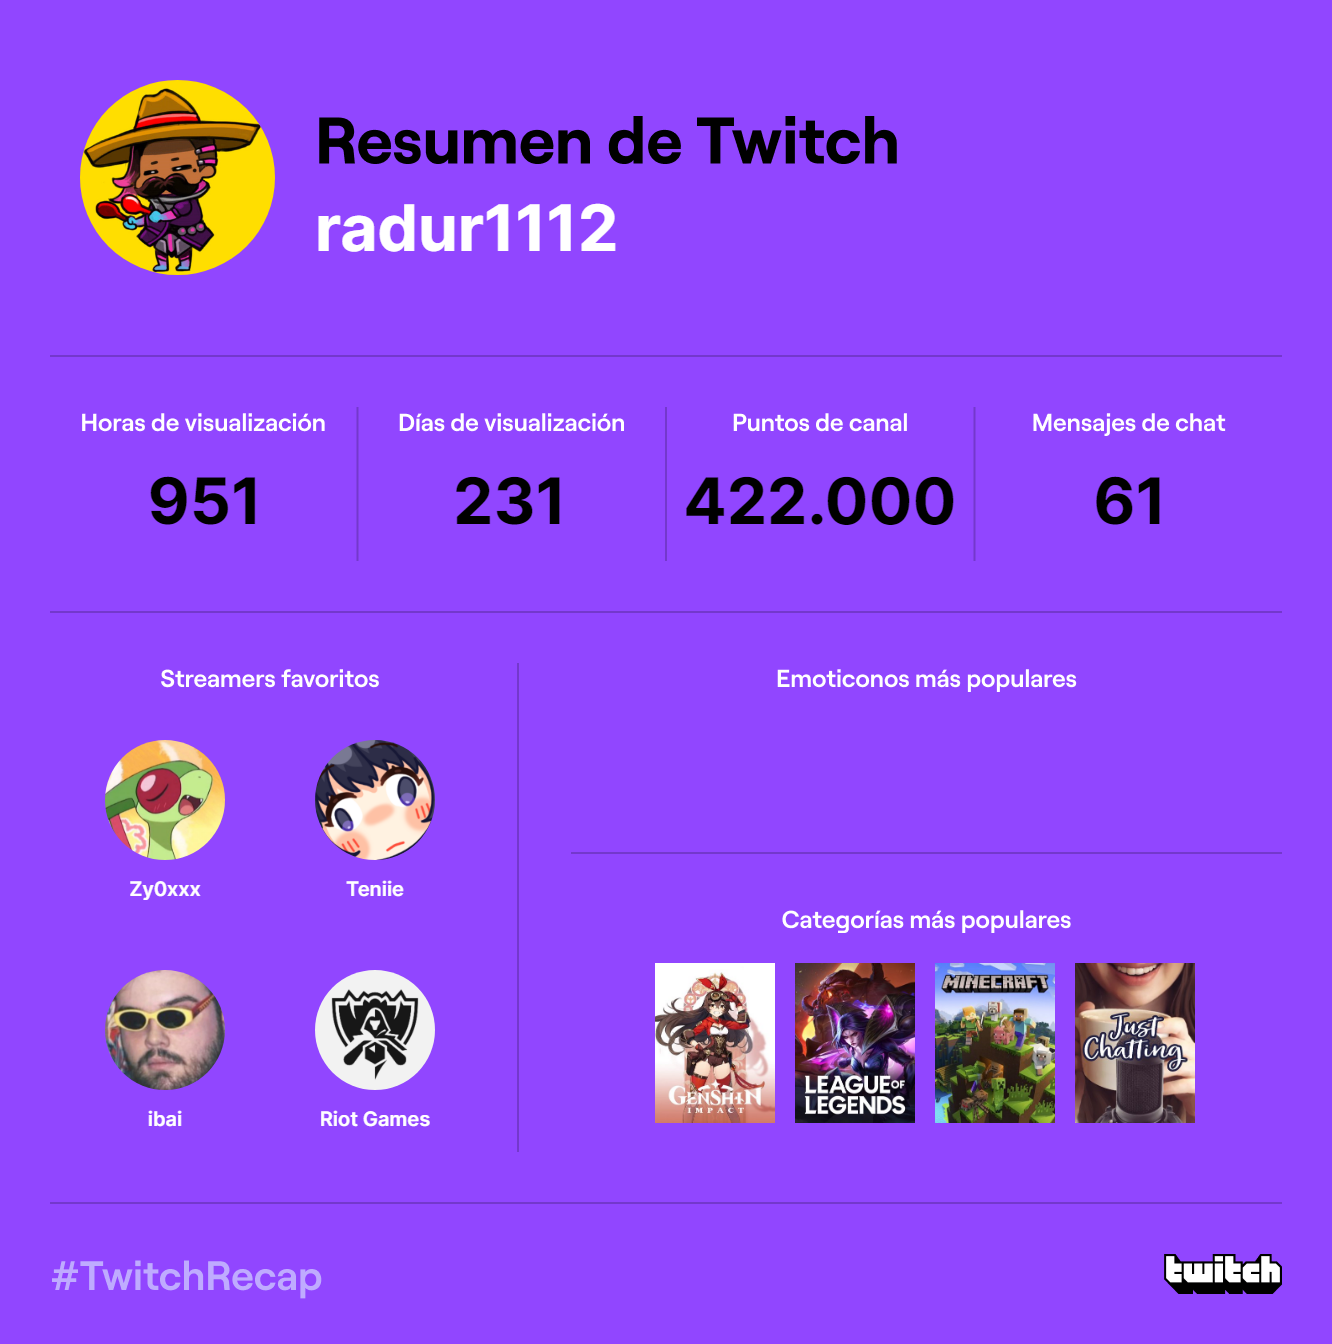 Resumen de Twitch
radur1112
Horas de visualización
951
Días de visualización
231
Puntos de canal
422.000
Mensajes de chat
61
Streamers favoritos
Zy0xxx
Teniie
ibai
Riot Games
Emoticonos más populares
Categorías más populares
GENSHIN
IMPACT
LEAGUE OF
LEGENDS
MINECRAFT
Just
Chatting
#TwitchRecap
twitch